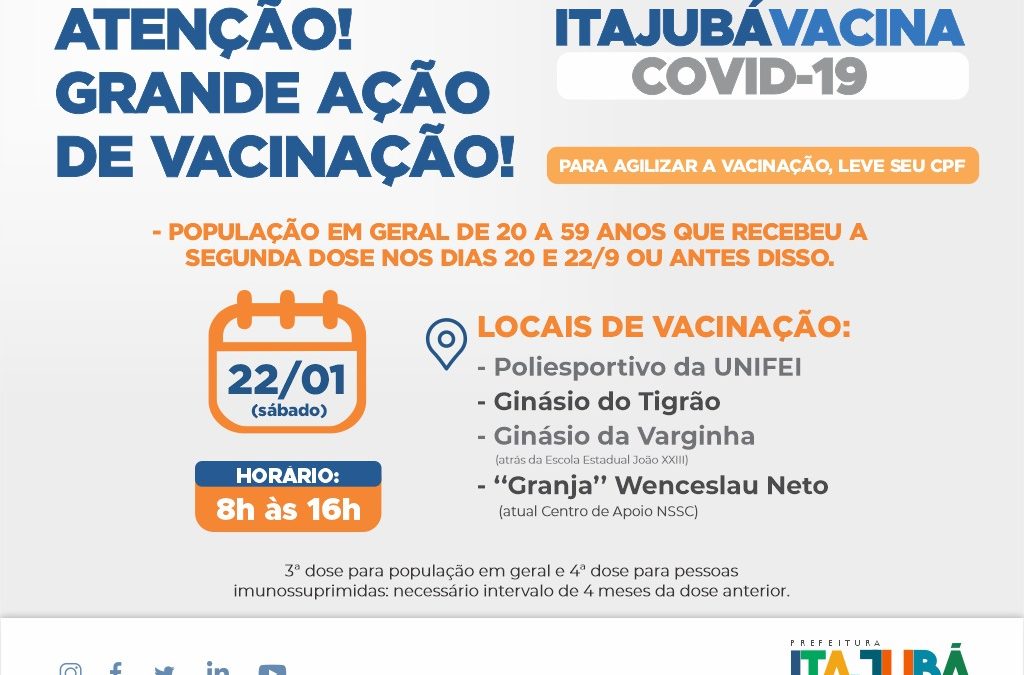 ATENÇÃO!
GRANDE AÇÃO
DE VACINAÇÃO!
ITAJUBÁVACINA
COVID-19
PARA AGILIZAR A VACINAÇÃO, LEVE SEU CPF
- POPULAÇÃO EM GERAL DE 20 A 59 ANOS QUE RECEBEU A
SEGUNDA DOSE NOS DIAS 20 E 22/9 OU ANTES DISSO.
22/01
(sábado)
HORÁRIO:
8h às 16h
LOCAIS DE VACINAÇÃO:
- Poliesportivo da UNIFEI
- Ginásio do Tigrão
- Ginásio da Varginha
(atrás da Escola Estadual João XXIII)
- “Granja” Wenceslau Neto
(atual Centro de Apoio NSSC)
3ª dose para população em geral e 4ª dose para pessoas
imunossuprimidas: necessário intervalo de 4 meses da dose anterior.
PREFEITURA
ITAJUBÁ